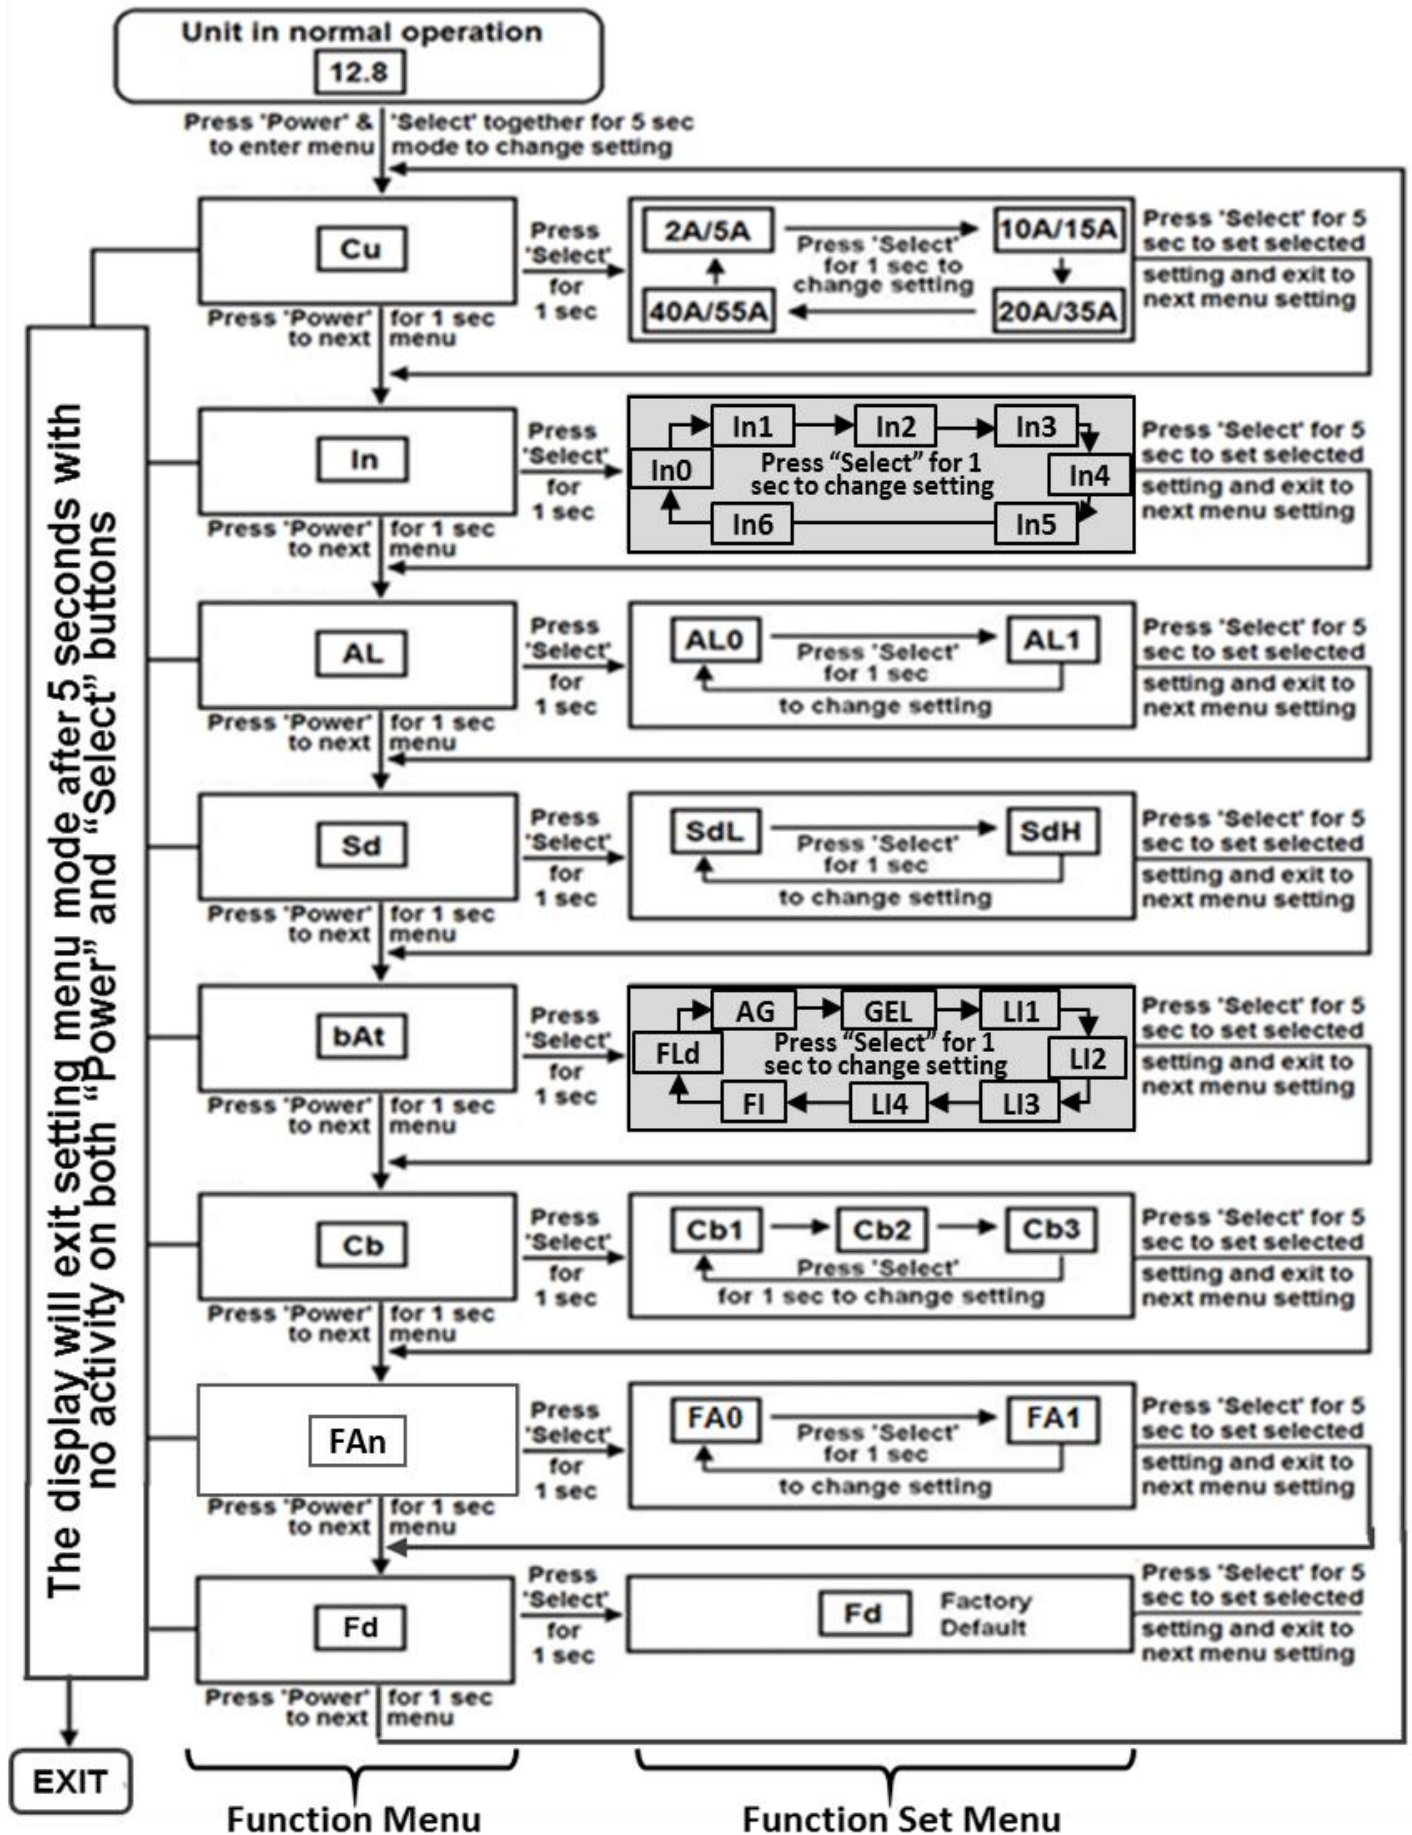 Unit in normal operation
12.8
Press 'Power' & 'Select' together for 5 sec
to enter menu mode to change setting
Cu
Press
'Select'
for
1 sec
2A/5A
10A/15A
Press 'Select'
for 1 sec to
change setting
40A/55A
20A/35A
Press 'Select' for 5
sec to set selected
setting and exit to
next menu setting
Press 'Power' for 1 sec
to next menu
In
Press
'Select'
for
1 sec
In1
In2
In3
In0
Press “Select” for 1
sec to change setting
In4
In6
In5
Press 'Select' for 5
sec to set selected
setting and exit to
next menu setting
Press 'Power' for 1 sec
to next menu
AL
Press
'Select'
for
1 sec
AL0
AL1
Press 'Select'
for 1 sec
to change setting
Press 'Select' for 5
sec to set selected
setting and exit to
next menu setting
Press 'Power' for 1 sec
to next menu
Sd
Press
'Select'
for
1 sec
SdL
SdH
Press 'Select'
for 1 sec
to change setting
Press 'Select' for 5
sec to set selected
setting and exit to
next menu setting
Press 'Power' for 1 sec
to next menu
bAt
Press
'Select'
for
1 sec
AG
GEL
LI1
FLd
Press “Select” for 1
sec to change setting
LI2
FI
LI4
LI3
Press 'Select' for 5
sec to set selected
setting and exit to
next menu setting
Press 'Power' for 1 sec
to next menu
Cb
Press
'Select'
for
1 sec
Cb1
Cb2
Cb3
Press 'Select'
for 1 sec to change setting
Press 'Select' for 5
sec to set selected
setting and exit to
next menu setting
Press 'Power' for 1 sec
to next menu
FAn
Press
'Select'
for
1 sec
FA0
FA1
Press 'Select'
for 1 sec
to change setting
Press 'Select' for 5
sec to set selected
setting and exit to
next menu setting
Press 'Power' for 1 sec
to next menu
Fd
Press
'Select'
for
1 sec
Fd
Factory
Default
Press 'Select' for 5
sec to set selected
setting and exit to
next menu setting
Press 'Power' for 1 sec
to next menu
The display will exit setting menu mode after 5 seconds with
no activity on both “Power” and “Select” buttons
EXIT
Function Menu
Function Set Menu